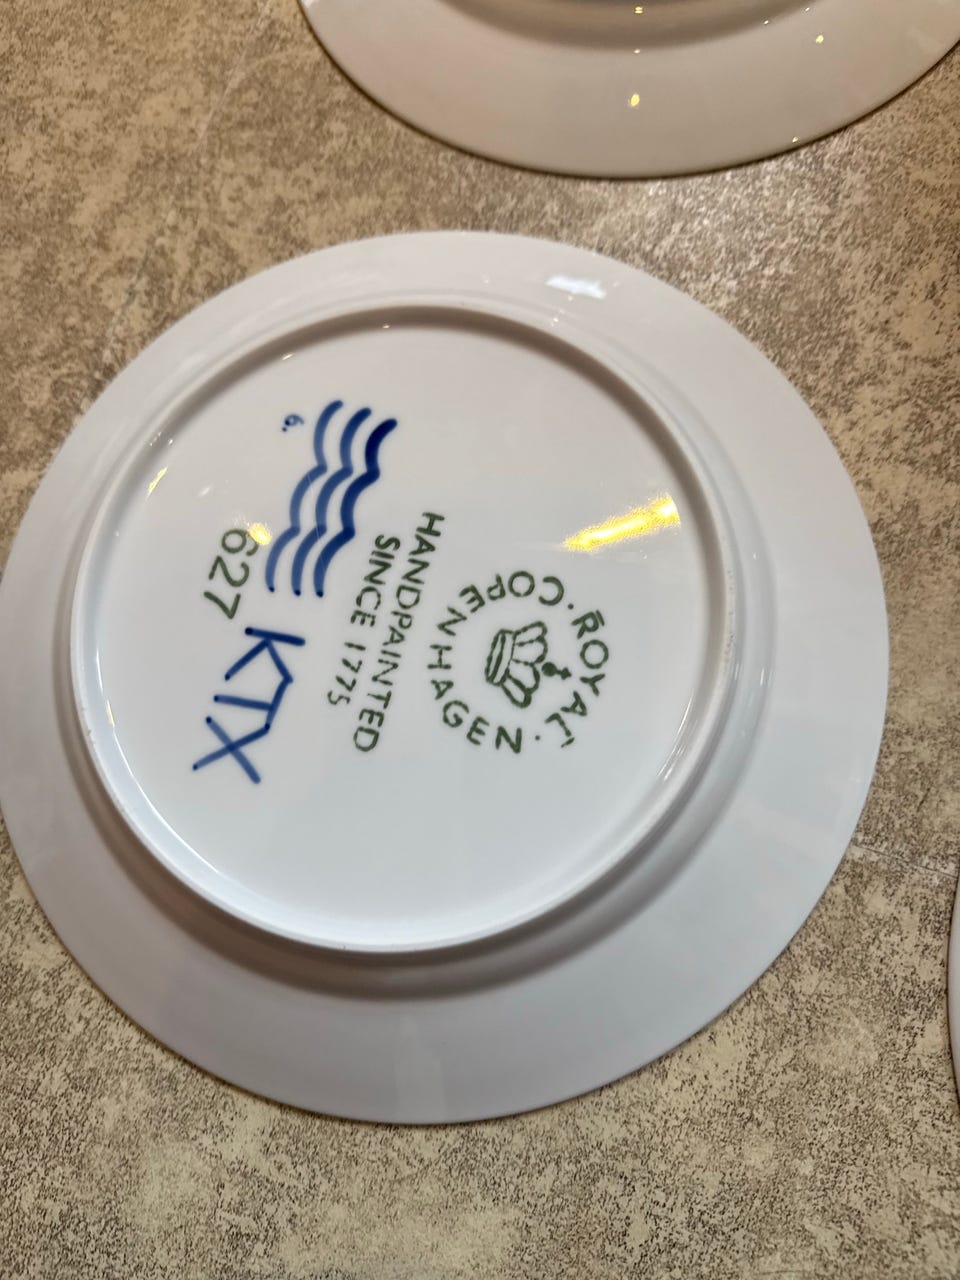 ROYAL · COPENHAGEN ·
HANDPAINTED
SINCE 1775
6.
627 KTX